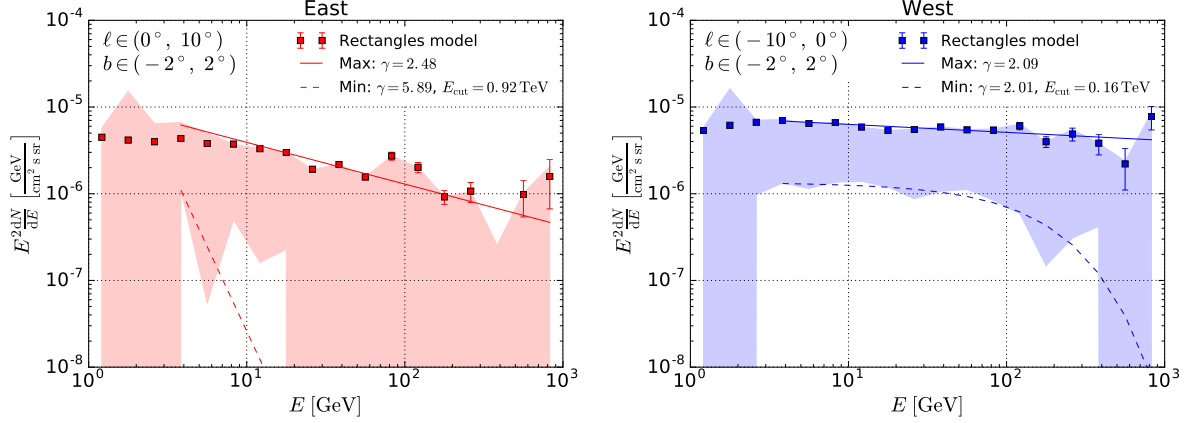 East
ℓ∈(0°, 10°)
b∈(−2°, 2°)
Rectangles model
Max: γ=2.48
Min: γ=5.89, E_cut=0.92 TeV
10^-4
10^-5
10^-6
10^-7
10^-8
E² dN/dE [GeV / cm² s sr]
10^0 10^1 10^2 10^3
E [GeV]
West
ℓ∈(−10°, 0°)
b∈(−2°, 2°)
Rectangles model
Max: γ=2.09
Min: γ=2.01, E_cut=0.16 TeV
10^-4
10^-5
10^-6
10^-7
10^-8
E² dN/dE [GeV / cm² s sr]
10^0 10^1 10^2 10^3
E [GeV]